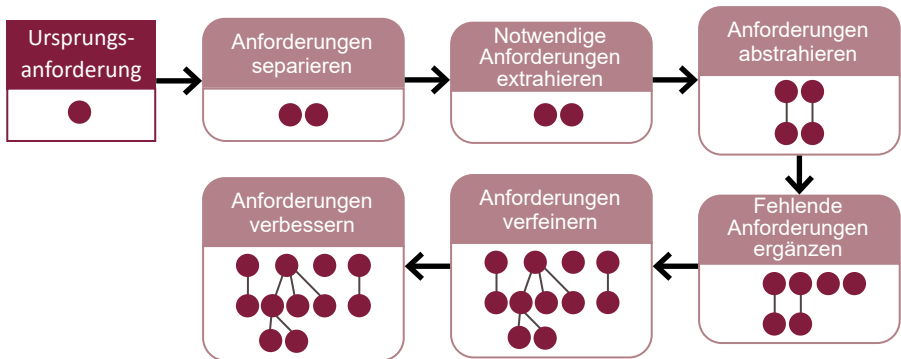 Ursprungs-
anforderung
Anforderungen
separieren
Notwendige
Anforderungen
extrahieren
Anforderungen
abstrahieren
Fehlende
Anforderungen
ergänzen
Anforderungen
verfeinern
Anforderungen
verbessern